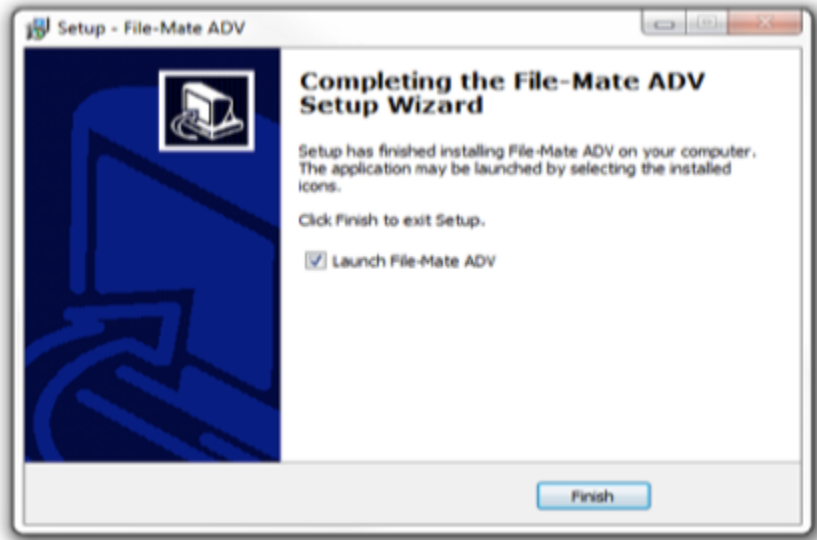 Setup - File-Mate ADV
Completing the File-Mate ADV
Setup Wizard
Setup has finished installing File-Mate ADV on your computer.
The application may be launched by selecting the installed
icons.
Click Finish to exit Setup.
Launch File-Mate ADV
Finish